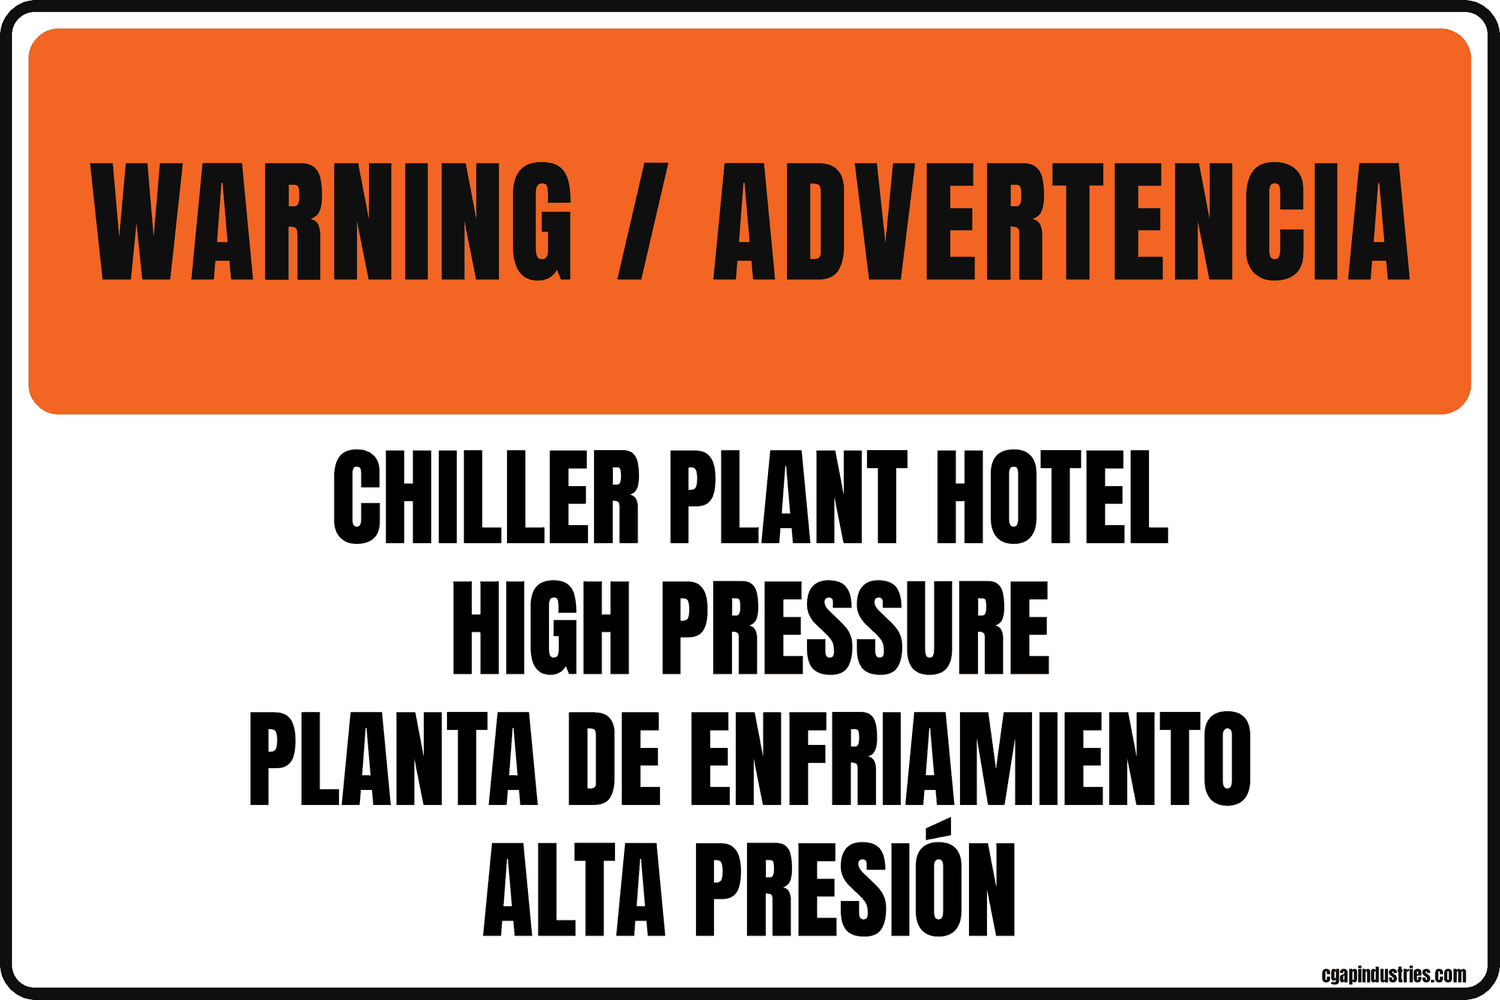 WARNING / ADVERTENCIA
CHILLER PLANT HOTEL
HIGH PRESSURE
PLANTA DE ENFRIAMIENTO
ALTA PRESIÓN
cgapindustries.com